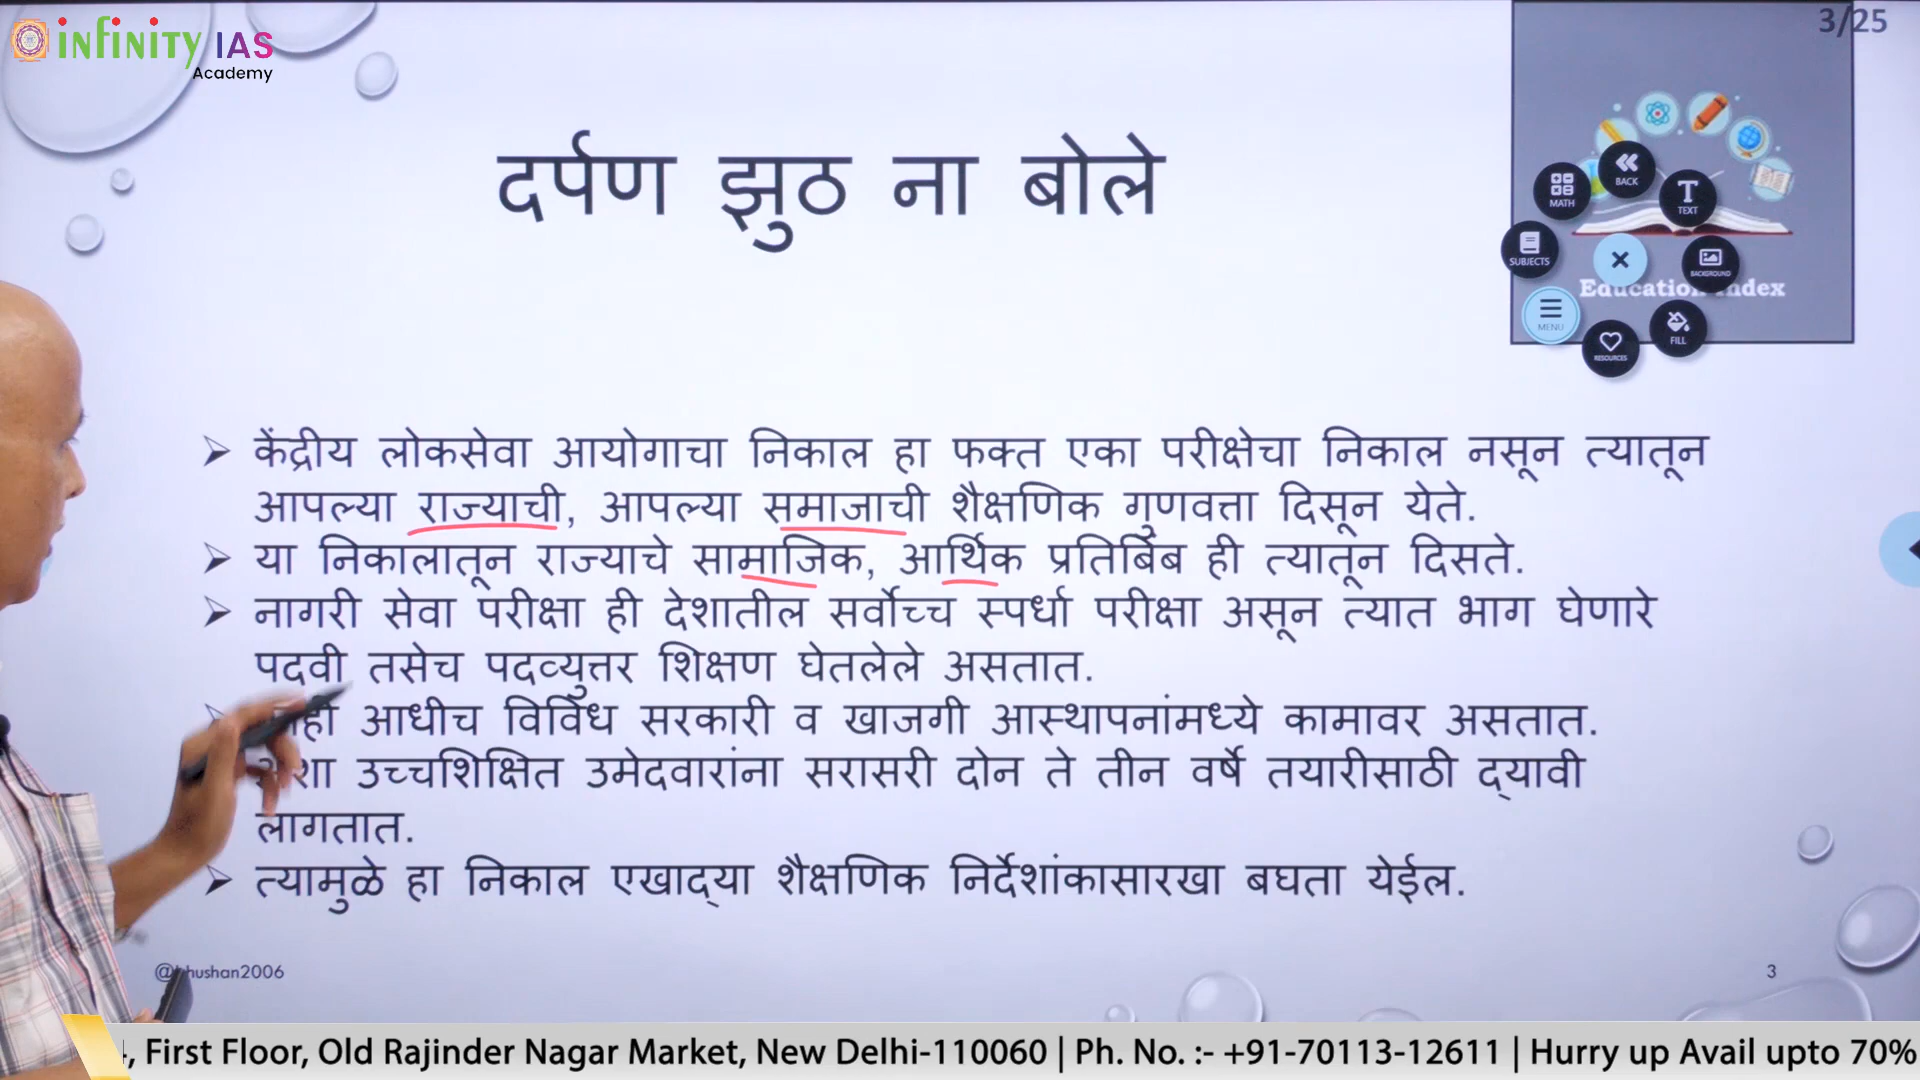 infinity IAS
Academy
3/25
दर्पण झुठ ना बोले
MATH
BACK
TEXT
SUBJECTS
BACKGROUND
Education Index
MENU
FILL
RESOURCES
➢ केंद्रीय लोकसेवा आयोगाचा निकाल हा फक्त एका परीक्षेचा निकाल नसून त्यातून
आपल्या राज्याची, आपल्या समाजाची शैक्षणिक गुणवत्ता दिसून येते.
➢ या निकालातून राज्याचे सामाजिक, आर्थिक प्रतिबिंब ही त्यातून दिसते.
➢ नागरी सेवा परीक्षा ही देशातील सर्वोच्च स्पर्धा परीक्षा असून त्यात भाग घेणारे
पदवी तसेच पदव्युत्तर शिक्षण घेतलेले असतात.
आधीच विविध सरकारी व खाजगी आस्थापनांमध्ये कामावर असतात.
उच्चशिक्षित उमेदवारांना सरासरी दोन ते तीन वर्षे तयारीसाठी द्यावी
लागतात.
➢ त्यामुळे हा निकाल एखाद्या शैक्षणिक निर्देशांकासारखा बघता येईल.
3
, First Floor, Old Rajinder Nagar Market, New Delhi-110060 | Ph. No. :- +91-70113-12611 | Hurry up Avail upto 70%